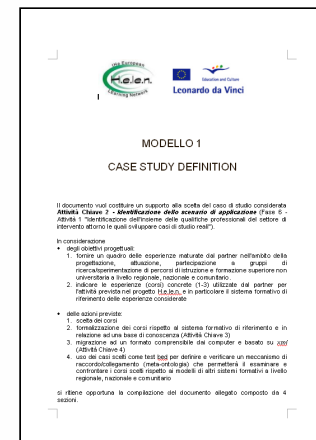 The European
H.e.l.e.n.
Learning Network
Education and Culture
Leonardo da Vinci
MODELLO 1
CASE STUDY DEFINITION
Il documento vuol costituire un supporto alla scelta del caso di studio considerata
Attività Chiave 2 - Identificazione dello scenario di applicazione (Fase 6 -
Attività 1 "Identificazione dell'insieme delle qualifiche professionali del settore di
intervento attorno le quali sviluppare casi di studio reali").
In considerazione
• degli obiettivi progettuali:
1. fornire un quadro delle esperienze maturate dai partner nell'ambito della
progettazione, attuazione, partecipazione a gruppi di
ricerca/sperimentazione di percorsi di istruzione e formazione superiore non
universitaria a livello regionale, nazionale e comunitario.
2. indicare le esperienze (corsi) concrete (1-3) utilizzate dal partner per
l'attività prevista nel progetto H.e.l.e.n. e in particolare il sistema formativo di
riferimento delle esperienze considerate
• delle azioni previste:
1. scelta dei corsi
2. formalizzazione dei corsi rispetto al sistema formativo di riferimento e in
relazione ad una base di conoscenza (Attività Chiave 3)
3. migrazione ad un formato comprensibile dai computer e basato su xml
(Attività Chiave 4)
4. uso dei casi scelti come test bed per definire e verificare un meccanismo di
raccordo/collegamento (meta-ontologia) che permetterà il esaminare e
confrontare i corsi scelti rispetto ai modelli di altri sistemi formativi a livello
regionale, nazionale e comunitario
si ritiene opportuna la compilazione del documento allegato composto da 4
sezioni.